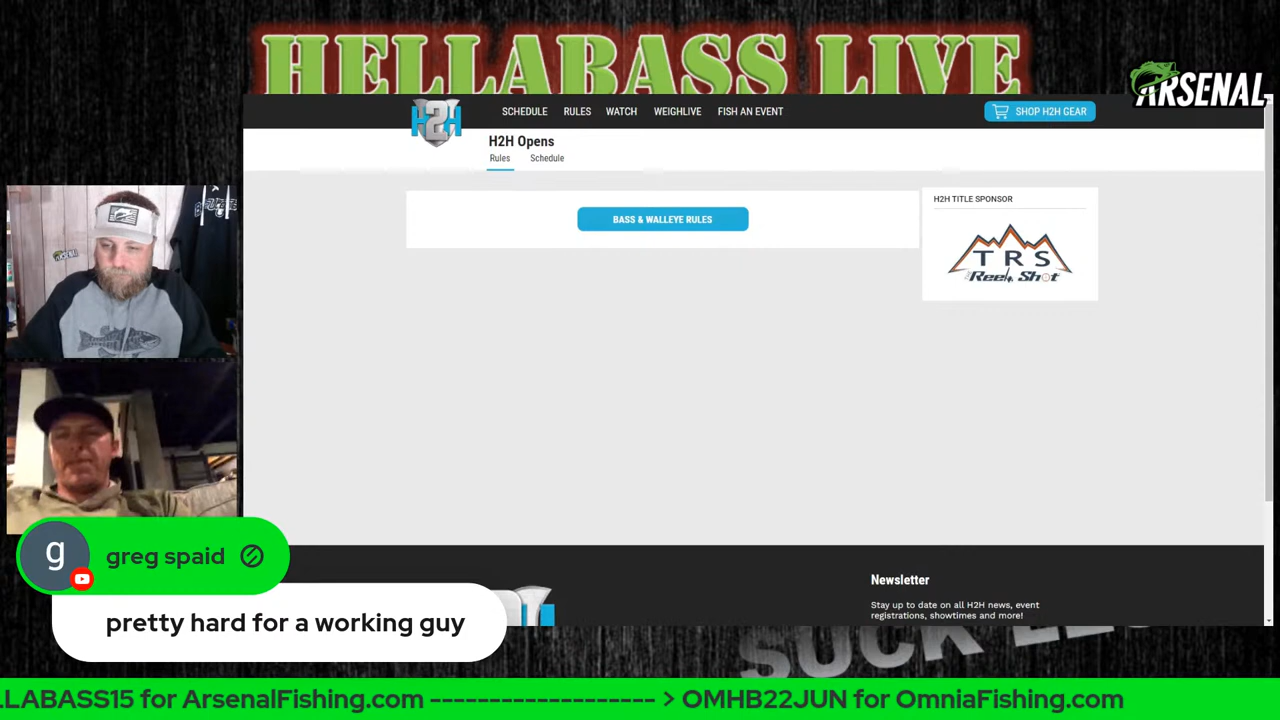 HELLABASS LIVE
ARSENAL
H2H
SCHEDULE RULES WATCH WEIGHLIVE FISH AN EVENT
SHOP H2H GEAR
H2H Opens
Rules Schedule
BASS & WALLEYE RULES
H2H TITLE SPONSOR
TRS
Reel Shot
ARSENAL
g greg spaid
pretty hard for a working guy
Newsletter
Stay up to date on all H2H news, event
registrations, showtimes and more!
LLABASS15 for ArsenalFishing.com -------------------- > OMHB22JUN for OmniaFishing.com